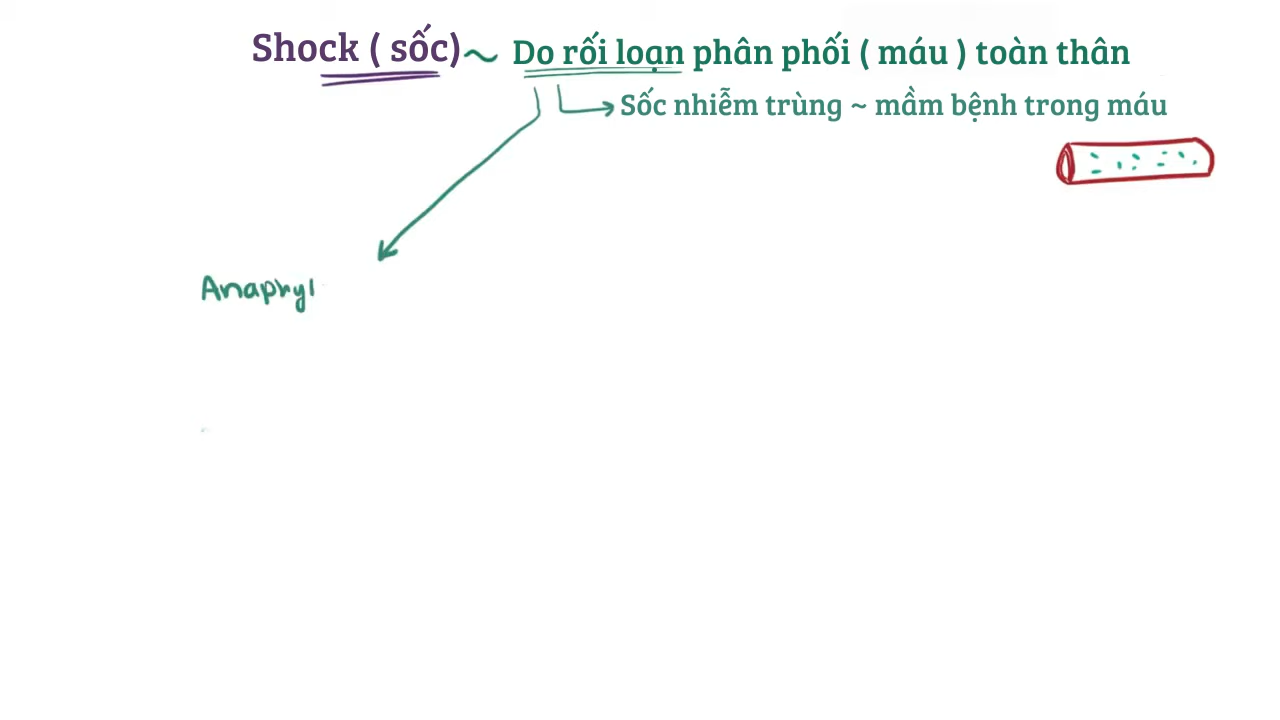 Shock ( sốc) ~ Do rối loạn phân phối ( máu ) toàn thân
Sốc nhiễm trùng ~ mầm bệnh trong máu
Anaphyl